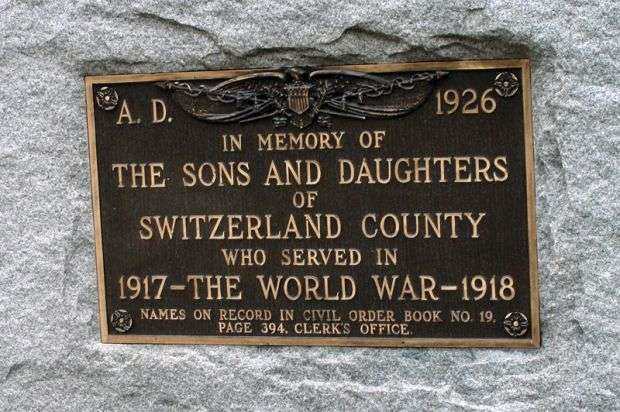 A. D. 1926
IN MEMORY OF
THE SONS AND DAUGHTERS
OF
SWITZERLAND COUNTY
WHO SERVED IN
1917-THE WORLD WAR-1918
NAMES ON RECORD IN CIVIL ORDER BOOK NO. 19,
PAGE 394, CLERK'S OFFICE.